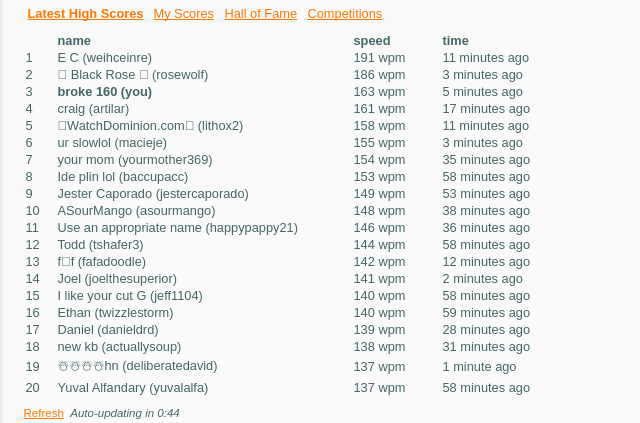 Latest High Scores My Scores Hall of Fame Competitions
name speed time
1 E C (weihceinre) 191 wpm 11 minutes ago
2 □ Black Rose □ (rosewolf) 186 wpm 3 minutes ago
3 broke 160 (you) 163 wpm 5 minutes ago
4 craig (artilar) 161 wpm 17 minutes ago
5 □WatchDominion.com□ (lithox2) 158 wpm 11 minutes ago
6 ur slowlol (macieje) 155 wpm 3 minutes ago
7 your mom (yourmother369) 154 wpm 35 minutes ago
8 Ide plin lol (baccupacc) 153 wpm 58 minutes ago
9 Jester Caporado (jestercaporado) 149 wpm 53 minutes ago
10 ASourMango (asourmango) 148 wpm 38 minutes ago
11 Use an appropriate name (happypappy21) 146 wpm 36 minutes ago
12 Todd (tshafer3) 144 wpm 58 minutes ago
13 f□f (fafadoodle) 142 wpm 12 minutes ago
14 Joel (joelthesuperior) 141 wpm 2 minutes ago
15 I like your cut G (jeff1104) 140 wpm 58 minutes ago
16 Ethan (twizzlestorm) 140 wpm 59 minutes ago
17 Daniel (danieldrd) 139 wpm 28 minutes ago
18 new kb (actuallysoup) 138 wpm 31 minutes ago
19 ☃☃☃☃hn (deliberatedavid) 137 wpm 1 minute ago
20 Yuval Alfandary (yuvalalfa) 137 wpm 58 minutes ago
Refresh Auto-updating in 0:44